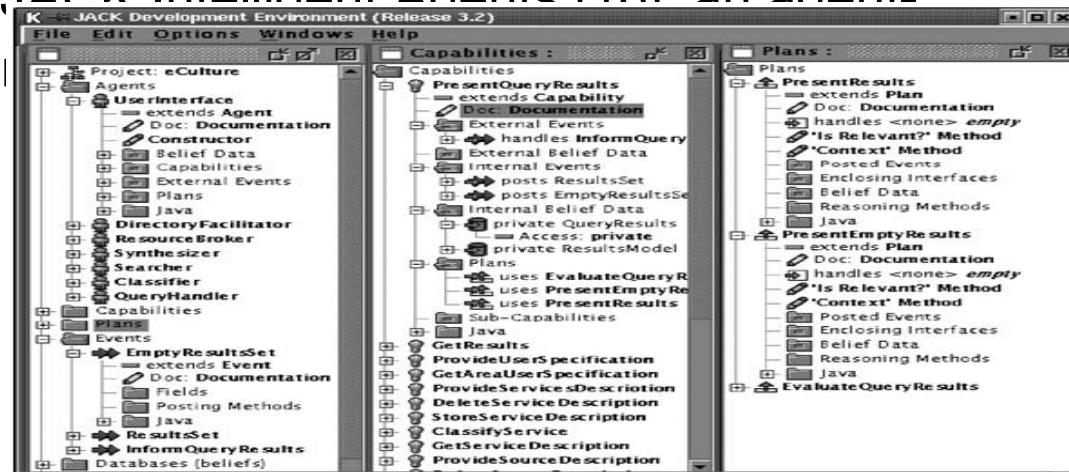 JACK Development Environment (Release 3.2)
File Edit Options Windows Help
Project: eCulture
Agents
UserInterface
extends Agent
Doc: Documentation
Constructor
Belief Data
Capabilities
External Events
Plans
Java
DirectoryFacilitator
ResourceBroker
Synthesizer
Searcher
Classifier
QueryHandler
Capabilities
Plans
Events
EmptyResultsSet
extends Event
Doc: Documentation
Fields
Posting Methods
Java
ResultsSet
InformQueryResults
Databases (beliefs)
Capabilities :
Capabilities
PresentQueryResults
extends Capability
Doc: Documentation
External Events
handles InformQuery
External Belief Data
Internal Events
posts ResultsSet
posts EmptyResultsSe
Internal Belief Data
private QueryResults
Access: private
private ResultsModel
Plans
uses EvaluateQueryR
uses PresentEmptyRe
uses PresentResults
Sub-Capabilities
Java
GetResults
ProvideUserSpecification
GetAreaUserSpecification
ProvideServicesDescriotion
DeleteServiceDescription
StoreServiceDescription
ClassifyService
GetServiceDescription
ProvideSourceDescription
Plans :
Plans
PresentResults
extends Plan
Doc: Documentation
handles <none> empty
"Is Relevant?" Method
"Context" Method
Posted Events
Enclosing Interfaces
Belief Data
Reasoning Methods
Java
PresentEmptyResults
extends Plan
Doc: Documentation
handles <none> empty
"Is Relevant?" Method
"Context" Method
Posted Events
Enclosing Interfaces
Belief Data
Reasoning Methods
Java
EvaluateQueryResults